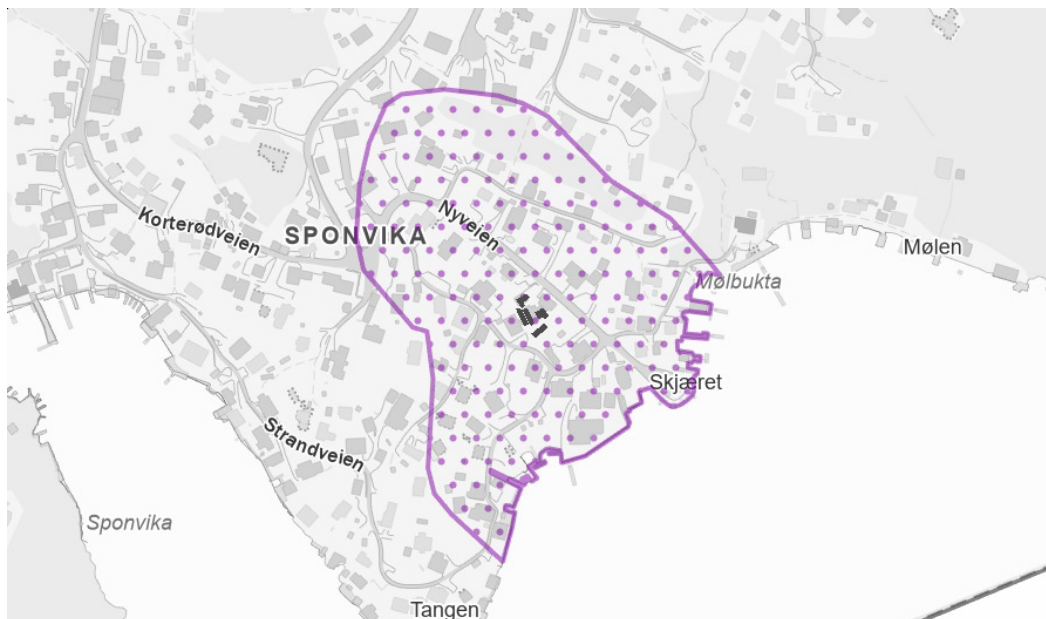 Korterødveien
SPONVIKA
Nyveien
Mølen
Mølbukta
Skjæret
Strandveien
Sponvika
Tangen